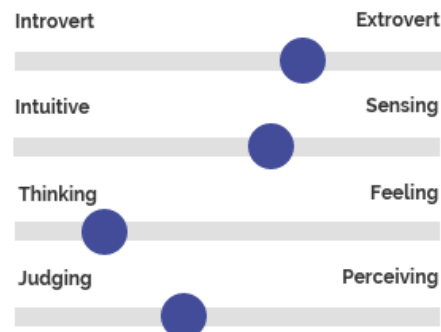 Introvert Extrovert
Intuitive Sensing
Thinking Feeling
Judging Perceiving